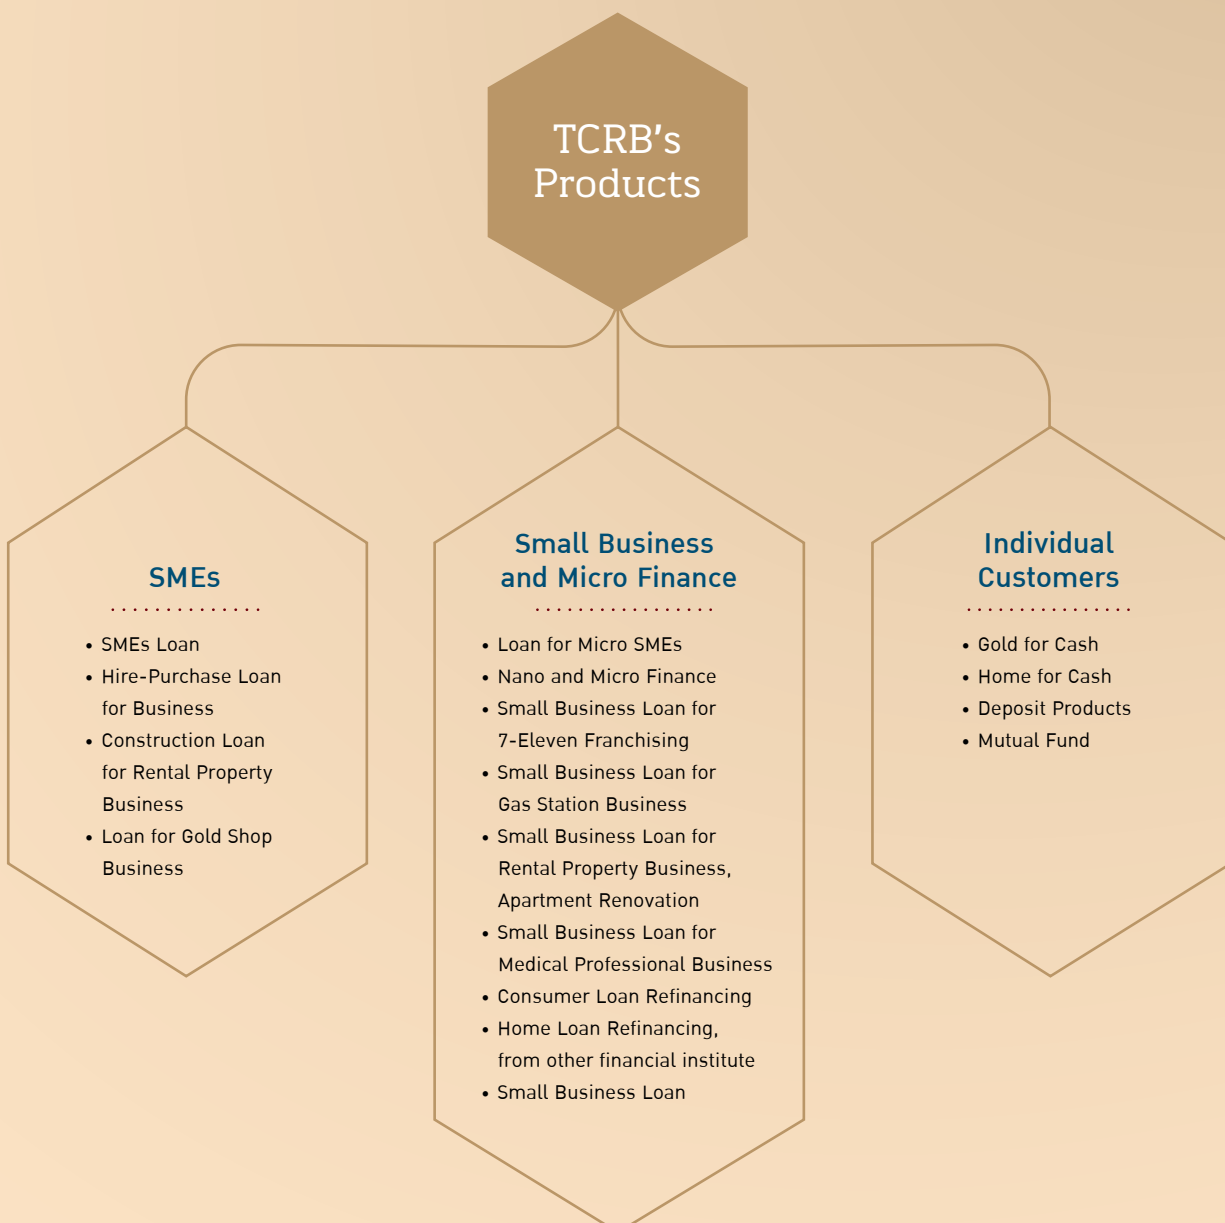 TCRB's
Products
SMEs
• SMEs Loan
• Hire-Purchase Loan
for Business
• Construction Loan
for Rental Property
Business
• Loan for Gold Shop
Business
Small Business
and Micro Finance
• Loan for Micro SMEs
• Nano and Micro Finance
• Small Business Loan for
7-Eleven Franchising
• Small Business Loan for
Gas Station Business
• Small Business Loan for
Rental Property Business,
Apartment Renovation
• Small Business Loan for
Medical Professional Business
• Consumer Loan Refinancing
• Home Loan Refinancing,
from other financial institute
• Small Business Loan
Individual
Customers
• Gold for Cash
• Home for Cash
• Deposit Products
• Mutual Fund